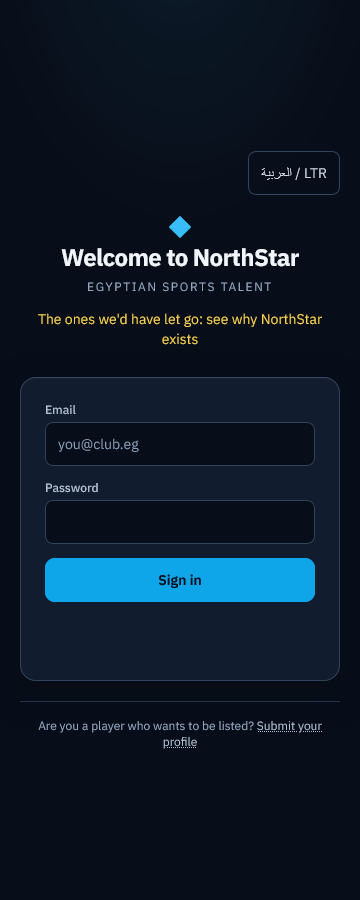 العربية / LTR
Welcome to NorthStar
EGYPTIAN SPORTS TALENT
The ones we'd have let go: see why NorthStar
exists
Email
you@club.eg
Password
Sign in
Are you a player who wants to be listed? Submit your
profile